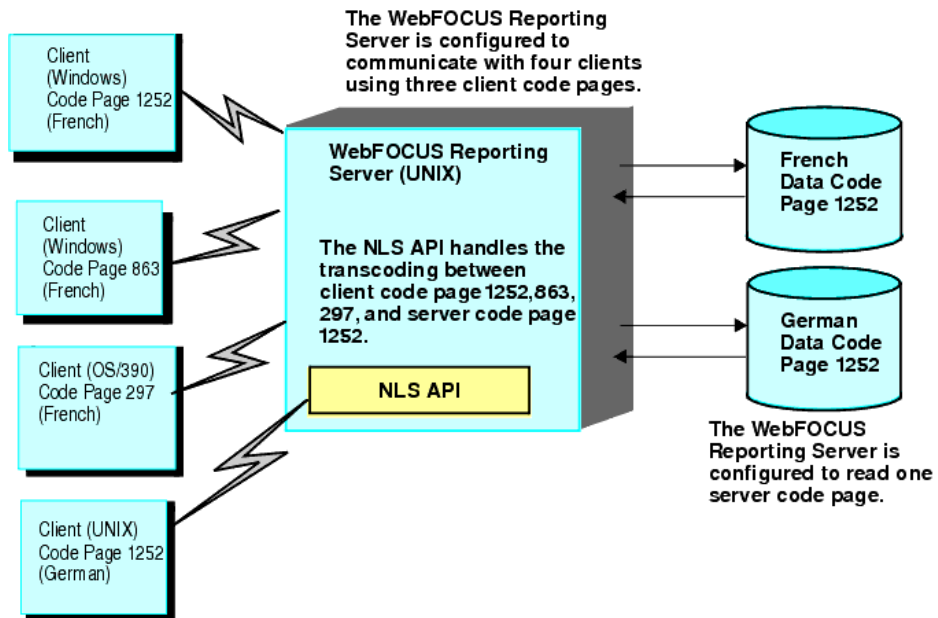 The WebFOCUS Reporting
Server is configured to
communicate with four clients
using three client code pages.
Client
(Windows)
Code Page 1252
(French)
Client
(Windows)
Code Page 863
(French)
Client (OS/390)
Code Page 297
(French)
Client (UNIX)
Code Page 1252
(German)
WebFOCUS Reporting
Server (UNIX)
The NLS API handles the
transcoding between
client code page 1252,863,
297, and server code page
1252.
NLS API
French
Data Code
Page 1252
German
Data Code
Page 1252
The WebFOCUS
Reporting Server is
configured to read one
server code page.